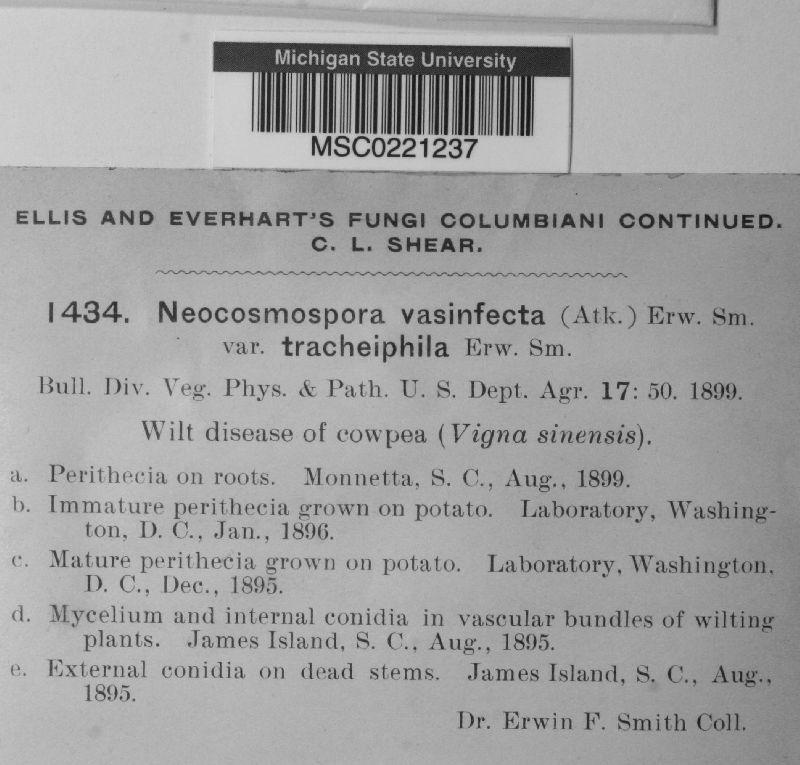 Michigan State University
MSC0221237
ELLIS AND EVERHART'S FUNGI COLUMBIANI CONTINUED.
C. L. SHEAR.
1434. Neocosmospora vasinfecta (Atk.) Erw. Sm.
var. tracheiphila Erw. Sm.
Bull. Div. Veg. Phys. & Path. U. S. Dept. Agr. 17: 50. 1899.
Wilt disease of cowpea (Vigna sinensis).
a. Perithecia on roots. Monnetta, S. C., Aug., 1899.
b. Immature perithecia grown on potato. Laboratory, Washing-
ton, D. C., Jan., 1896.
c. Mature perithecia grown on potato. Laboratory, Washington,
D. C., Dec., 1895.
d. Mycelium and internal conidia in vascular bundles of wilting
plants. James Island, S. C., Aug., 1895.
e. External conidia on dead stems. James Island, S. C., Aug.,
1895.
Dr. Erwin F. Smith Coll.